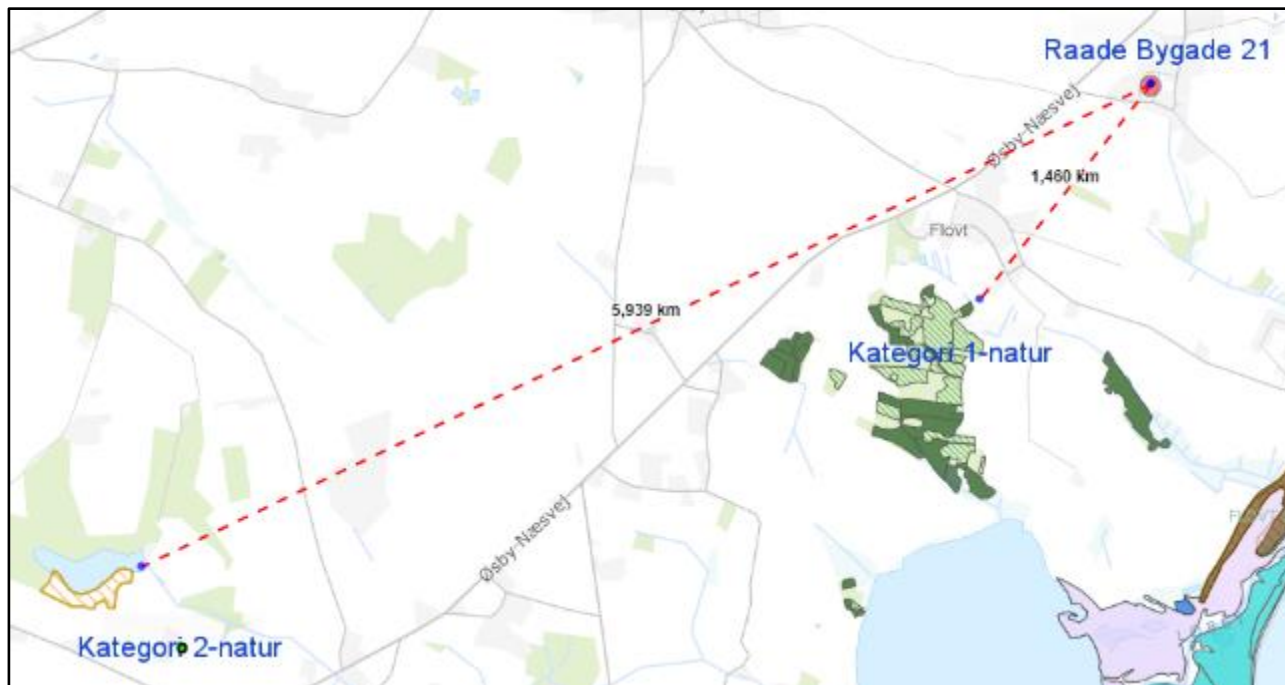 Raade Bygade 21
Øsby-Næsvej
1,460 km
Flovt
5,939 km
Kategori 1-natur
Øsby-Næsvej
Kategori 2-natur